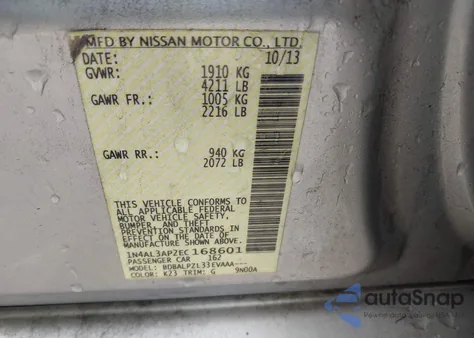 MFD BY NISSAN MOTOR CO., LTD.
DATE: 10/13
GVWR: 1910 KG
4211 LB
GAWR FR.: 1005 KG
2216 LB
GAWR RR.: 940 KG
2072 LB
THIS VEHICLE CONFORMS TO
ALL APPLICABLE FEDERAL
MOTOR VEHICLE SAFETY,
BUMPER, AND THEFT
PREVENTION STANDARDS IN
EFFECT ON THE DATE OF
MANUFACTURE SHOWN ABOVE.
1N4AL3AP2EC168601
PASSENGER CAR 162
MODEL: BDBALPZL33EVAAA---
COLOR: K23 TRIM: G 9N00A
autoSnap